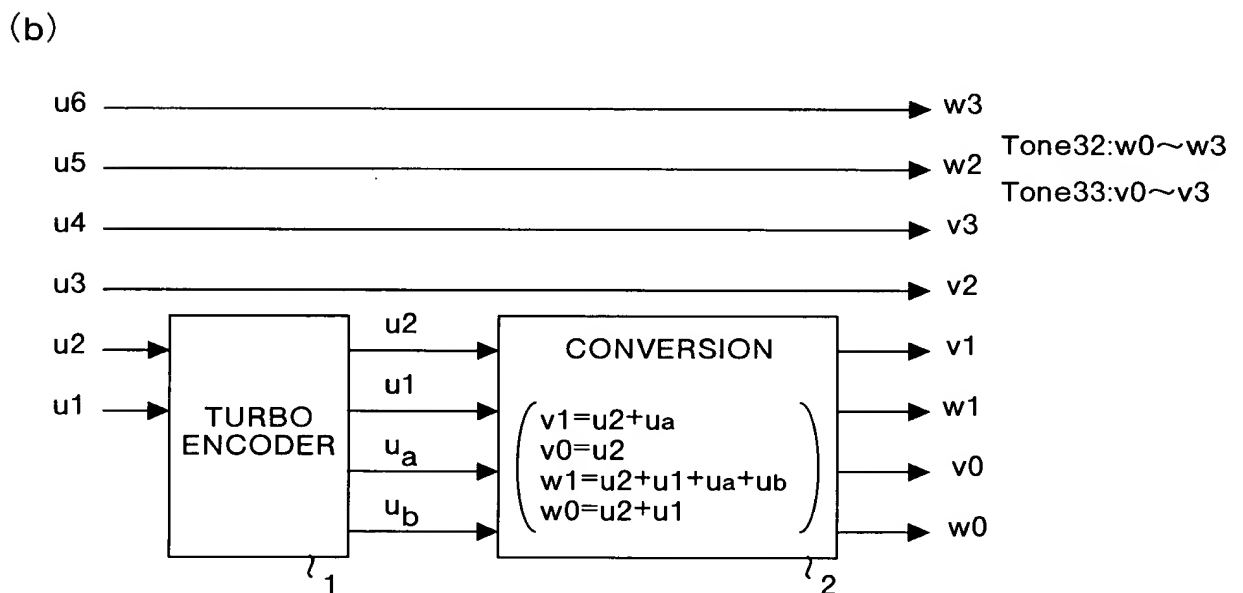 (b)
u6 w3
Tone32:w0～w3
u5 w2
Tone33:v0～v3
u4 v3
u3 v2
u2 u2 CONVERSION v1
u1 u1 w1
TURBO
ENCODER
v1=u2+ua
v0=u2
w1=u2+u1+ua+ub
w0=u2+u1
ua v0
ub w0
1 2